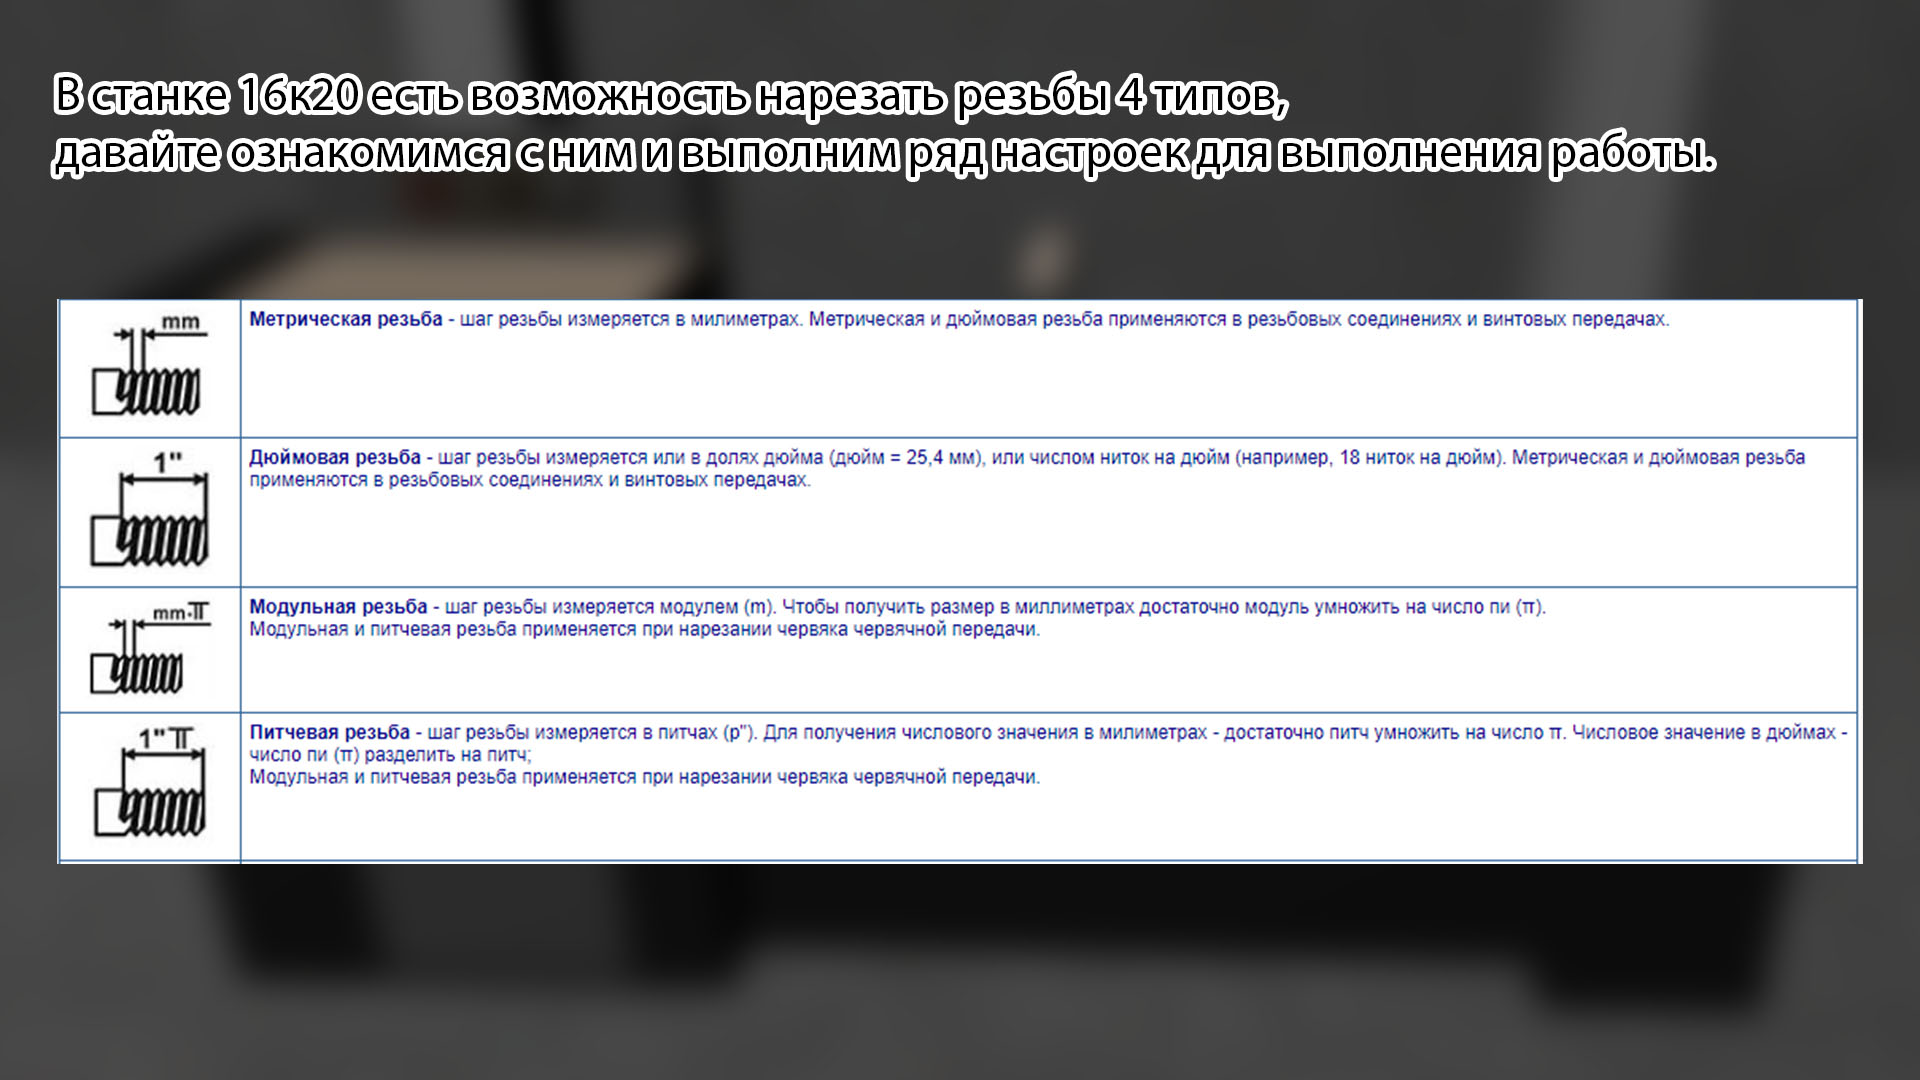 В станке 16к20 есть возможность нарезать резьбы 4 типов,
давайте ознакомимся с ним и выполним ряд настроек для выполнения работы.
mm
Метрическая резьба - шаг резьбы измеряется в милиметрах. Метрическая и дюймовая резьба применяются в резьбовых соединениях и винтовых передачах.
1"
Дюймовая резьба - шаг резьбы измеряется или в долях дюйма (дюйм = 25,4 мм), или числом ниток на дюйм (например, 18 ниток на дюйм). Метрическая и дюймовая резьба
применяются в резьбовых соединениях и винтовых передачах.
mm·π
Модульная резьба - шаг резьбы измеряется модулем (m). Чтобы получить размер в миллиметрах достаточно модуль умножить на число пи (π).
Модульная и питчевая резьба применяется при нарезании червяка червячной передачи.
1" π
Питчевая резьба - шаг резьбы измеряется в питчах (p"). Для получения числового значения в милиметрах - достаточно питч умножить на число π. Числовое значение в дюймах -
число пи (π) разделить на питч;
Модульная и питчевая резьба применяется при нарезании червяка червячной передачи.